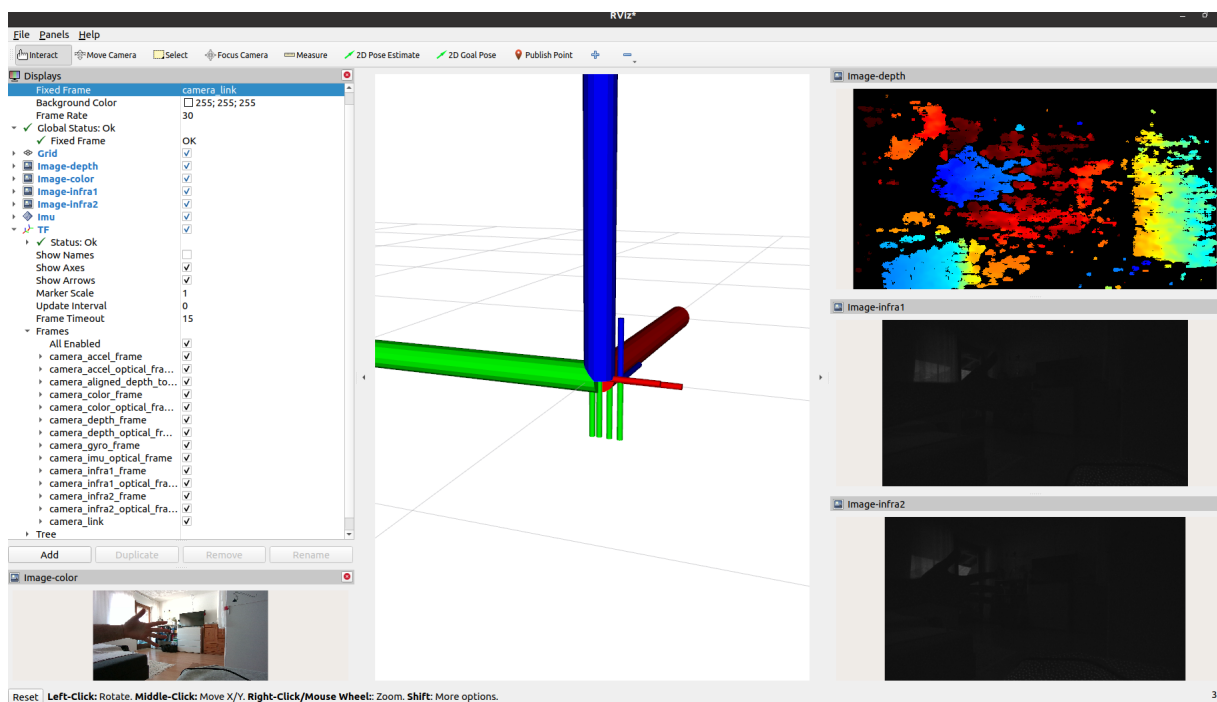 RViz*
File Panels Help
Interact Move Camera Select Focus Camera Measure 2D Pose Estimate 2D Goal Pose Publish Point
Displays
Fixed Frame camera_link
Background Color 255; 255; 255
Frame Rate 30
Global Status: Ok
Fixed Frame OK
Grid
Image-depth
Image-color
Image-infra1
Image-infra2
Imu
TF
Status: Ok
Show Names
Show Axes
Show Arrows
Marker Scale 1
Update Interval 0
Frame Timeout 15
Frames
All Enabled
camera_accel_frame
camera_accel_optical_fra...
camera_aligned_depth_to...
camera_color_frame
camera_color_optical_fra...
camera_depth_frame
camera_depth_optical_fr...
camera_gyro_frame
camera_imu_optical_frame
camera_infra1_frame
camera_infra1_optical_fra...
camera_infra2_frame
camera_infra2_optical_fra...
camera_link
Tree
Add Duplicate Remove Rename
Image-color
Image-depth
Image-infra1
Image-infra2
Reset Left-Click: Rotate. Middle-Click: Move X/Y. Right-Click/Mouse Wheel:: Zoom. Shift: More options.
3